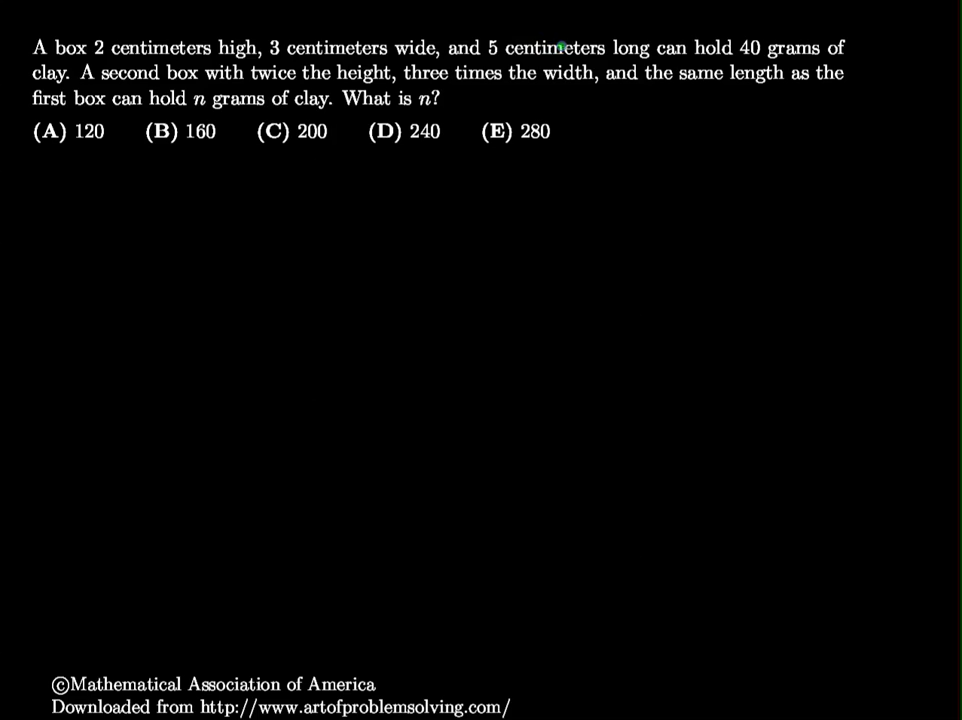 A box 2 centimeters high, 3 centimeters wide, and 5 centimeters long can hold 40 grams of
clay. A second box with twice the height, three times the width, and the same length as the
first box can hold n grams of clay. What is n?
(A) 120 (B) 160 (C) 200 (D) 240 (E) 280
©Mathematical Association of America
Downloaded from http://www.artofproblemsolving.com/